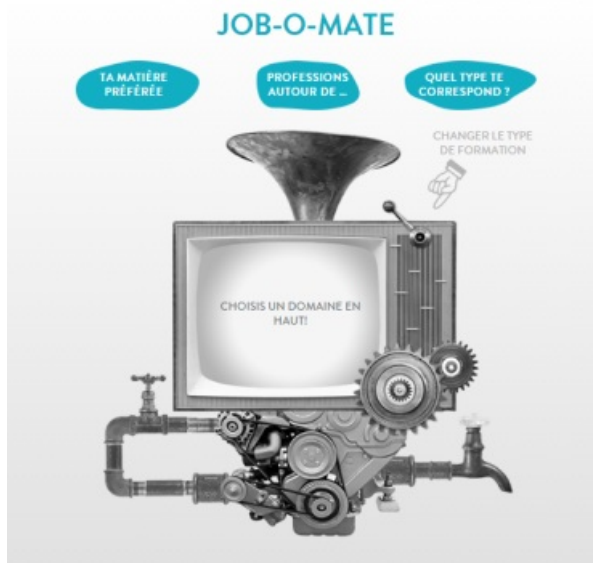 JOB-O-MATE
TA MATIÈRE
PRÉFÉRÉE
PROFESSIONS
AUTOUR DE ...
QUEL TYPE TE
CORRESPOND ?
CHANGER LE TYPE
DE FORMATION
CHOISIS UN DOMAINE EN
HAUT!